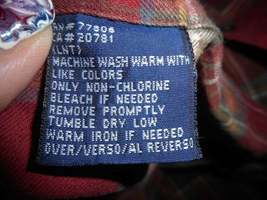 RN# 77806
CA# 20781
(LNT)
MACHINE WASH WARM WITH
LIKE COLORS
ONLY NON-CHLORINE
BLEACH IF NEEDED
REMOVE PROMPTLY
TUMBLE DRY LOW
WARM IRON IF NEEDED
OVER/VERSO/AL REVERSO